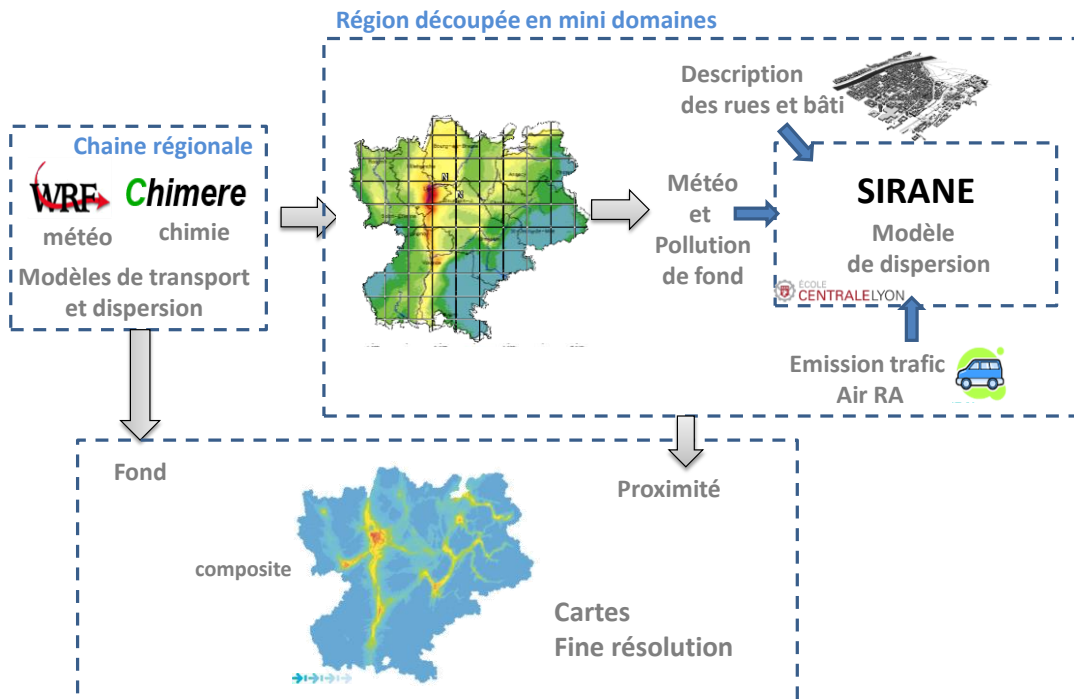 Région découpée en mini domaines
Description
des rues et bâti
Chaine régionale
WRF
Chimere
météo
chimie
Modèles de transport
et dispersion
Météo
et
Pollution
de fond
SIRANE
Modèle
de dispersion
ÉCOLE
CENTRALELYON
Emission trafic
Air RA
Fond
Proximité
composite
Cartes
Fine résolution